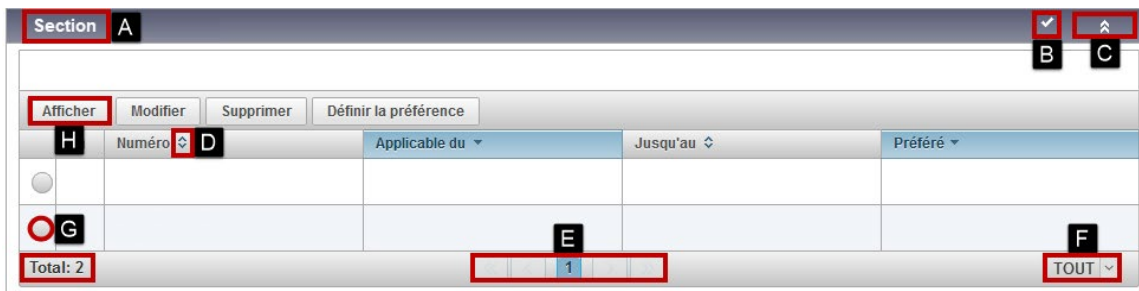 Section A
B C
Afficher Modifier Supprimer Définir la préférence
H Numéro D Applicable du Jusqu'au Préféré
G
E F
Total: 2 1 TOUT